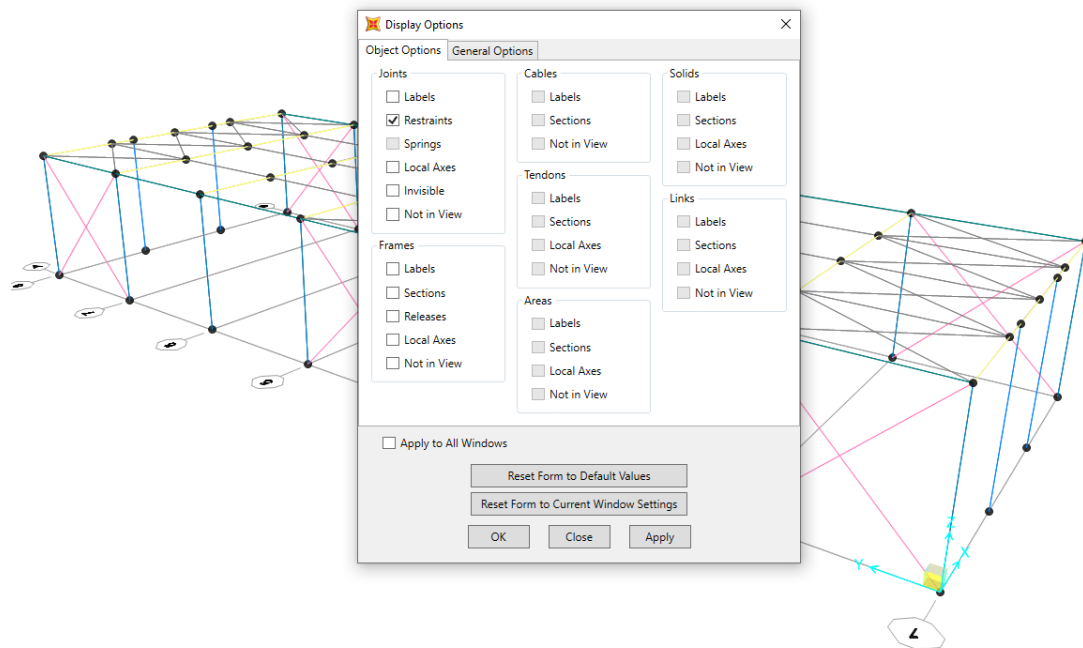 Display Options
Object Options
General Options
Joints
Labels
Restraints
Springs
Local Axes
Invisible
Not in View
Frames
Labels
Sections
Releases
Local Axes
Not in View
Cables
Labels
Sections
Not in View
Tendons
Labels
Sections
Local Axes
Not in View
Areas
Labels
Sections
Local Axes
Not in View
Solids
Labels
Sections
Local Axes
Not in View
Links
Labels
Sections
Local Axes
Not in View
Apply to All Windows
Reset Form to Default Values
Reset Form to Current Window Settings
OK
Close
Apply
Z
X
Y